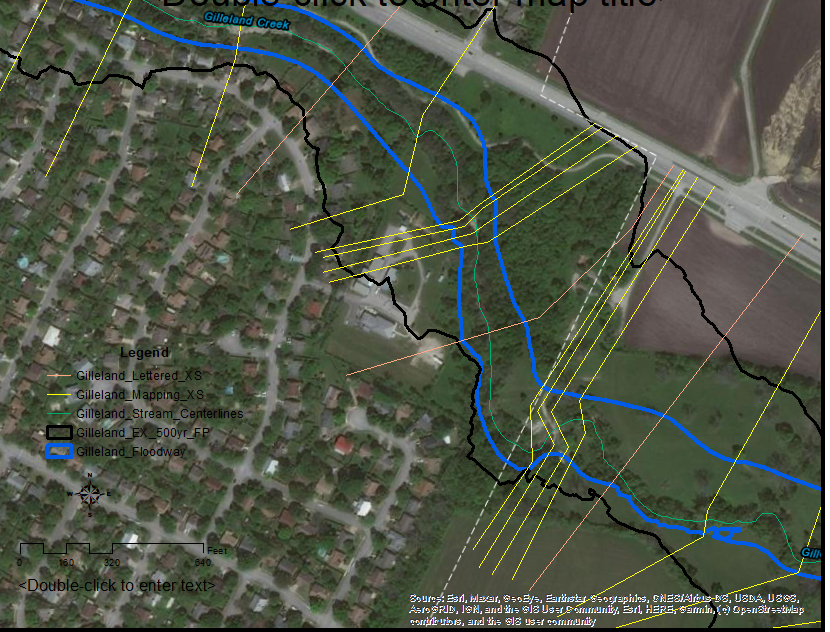 Double-click to enter map title
Gilleland Creek
Legend
Gilleland_Lettered_XS
Gilleland_Mapping_XS
Gilleland_Stream_Centerlines
Gilleland_EX_500yr_FP
Gilleland_Floodway
N
W E
S
0 160 320 640 Feet
<Double-click to enter text>
Gille
Source: Esri, Maxar, GeoEye, Earthstar Geographics, CNES/Airbus DS, USDA, USGS,
AeroGRID, IGN, and the GIS User Community, Esri, HERE, Garmin, (c) OpenStreetMap
contributors, and the GIS user community